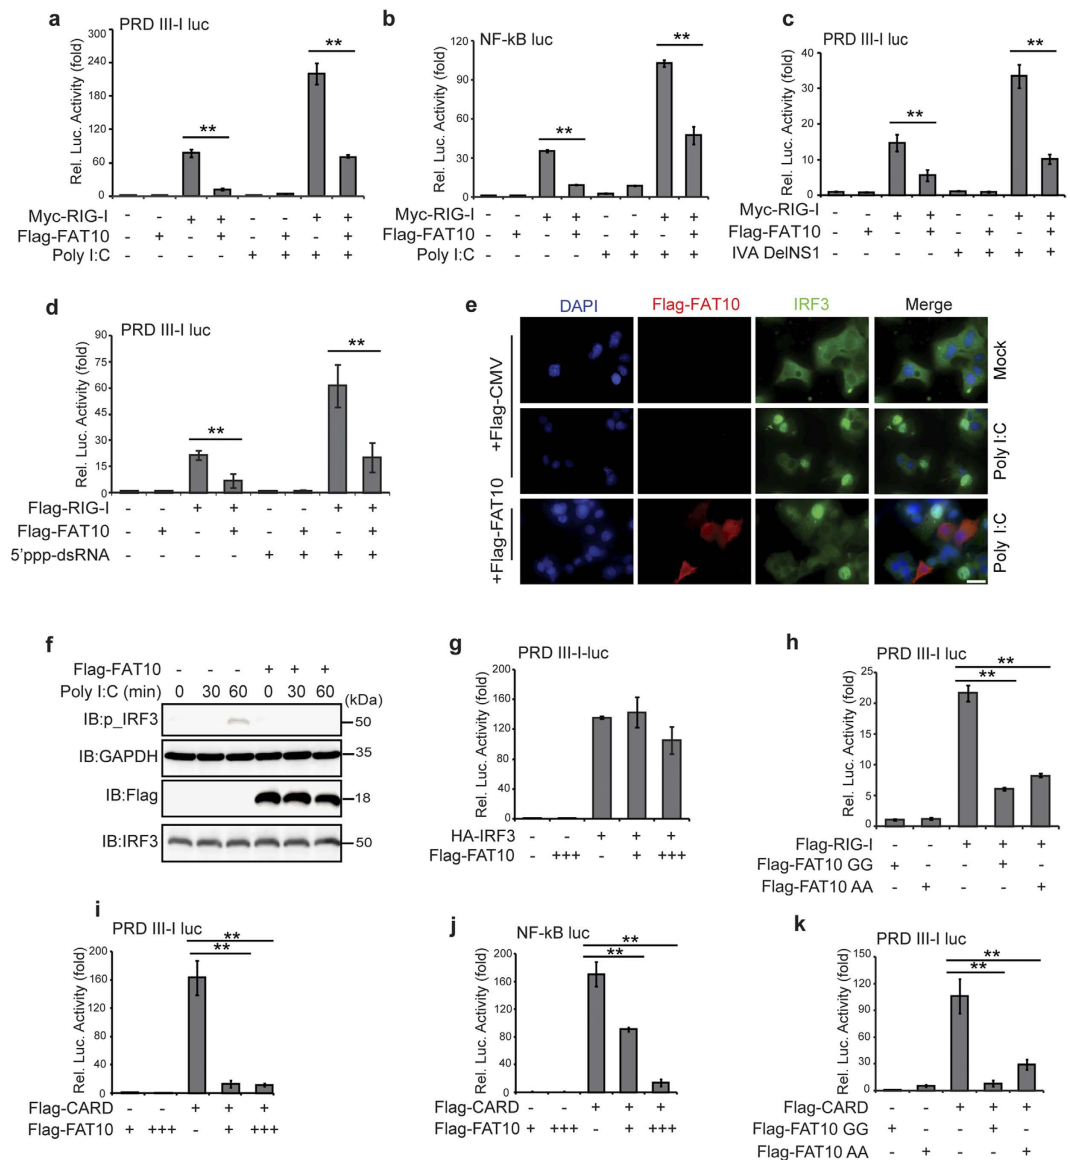 a
PRD III-I luc
Rel. Luc. Activity (fold)
300
240
180
120
60
0
**
**
Myc-RIG-I - - + + - - + +
Flag-FAT10 - + - + - + - +
Poly I:C - - - - + + + +
b
NF-kB luc
Rel. Luc. Activity (fold)
120
90
60
30
0
**
**
Myc-RIG-I - - + + - - + +
Flag-FAT10 - + - + - + - +
Poly I:C - - - - + + + +
c
PRD III-I luc
Rel. Luc. Activity (fold)
40
30
20
10
0
**
**
Myc-RIG-I - - + + - - + +
Flag-FAT10 - + - + - + - +
IVA DelNS1 - - - - + + + +
d
PRD III-I luc
Rel. Luc. Activity (fold)
90
75
60
45
30
15
0
**
**
Flag-RIG-I - - + + - - + +
Flag-FAT10 - + - + - + - +
5'ppp-dsRNA - - - - + + + +
e
DAPI Flag-FAT10 IRF3 Merge
+Flag-CMV
+Flag-FAT10
Mock
Poly I:C
Poly I:C
f
Flag-FAT10 - - - + + +
Poly I:C (min) 0 30 60 0 30 60 (kDa)
IB:p_IRF3 50
IB:GAPDH 35
IB:Flag 18
IB:IRF3 50
g
PRD III-I-luc
Rel. Luc. Activity (fold)
200
160
120
80
40
0
HA-IRF3 - - + + +
Flag-FAT10 - +++ - + +++
h
PRD III-I luc
Rel. Luc. Activity (fold)
25
20
15
10
5
0
**
**
Flag-RIG-I - - + + +
Flag-FAT10 GG + - - + -
Flag-FAT10 AA - + - - +
i
PRD III-I luc
Rel. Luc. Activity (fold)
200
160
120
80
40
0
**
**
Flag-CARD - - + + +
Flag-FAT10 + +++ - + +++
j
NF-kB luc
Rel. Luc. Activity (fold)
200
160
120
80
40
0
**
**
Flag-CARD - - + + +
Flag-FAT10 + +++ - + +++
k
PRD III-I luc
Rel. Luc. Activity (fold)
150
120
90
60
30
0
**
**
Flag-CARD - - + + +
Flag-FAT10 GG + - - + -
Flag-FAT10 AA - + - - +